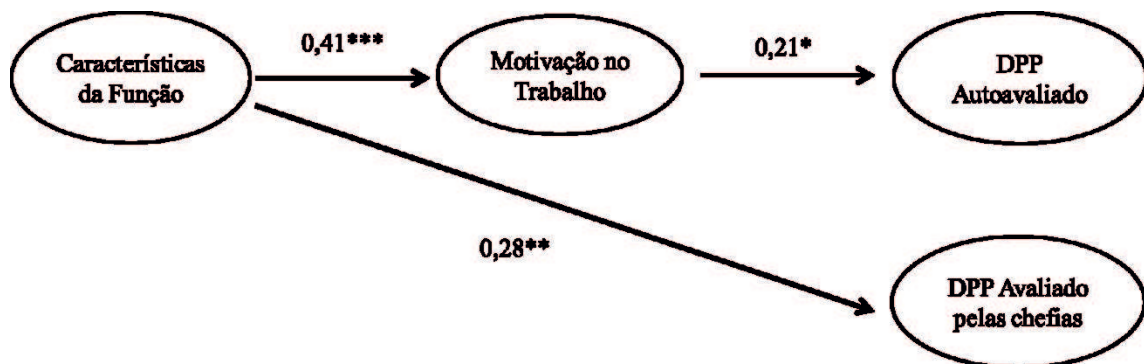 Características
da Função
0,41***
Motivação no
Trabalho
0,21*
DPP
Autoavaliado
0,28**
DPP Avaliado
pelas chefias